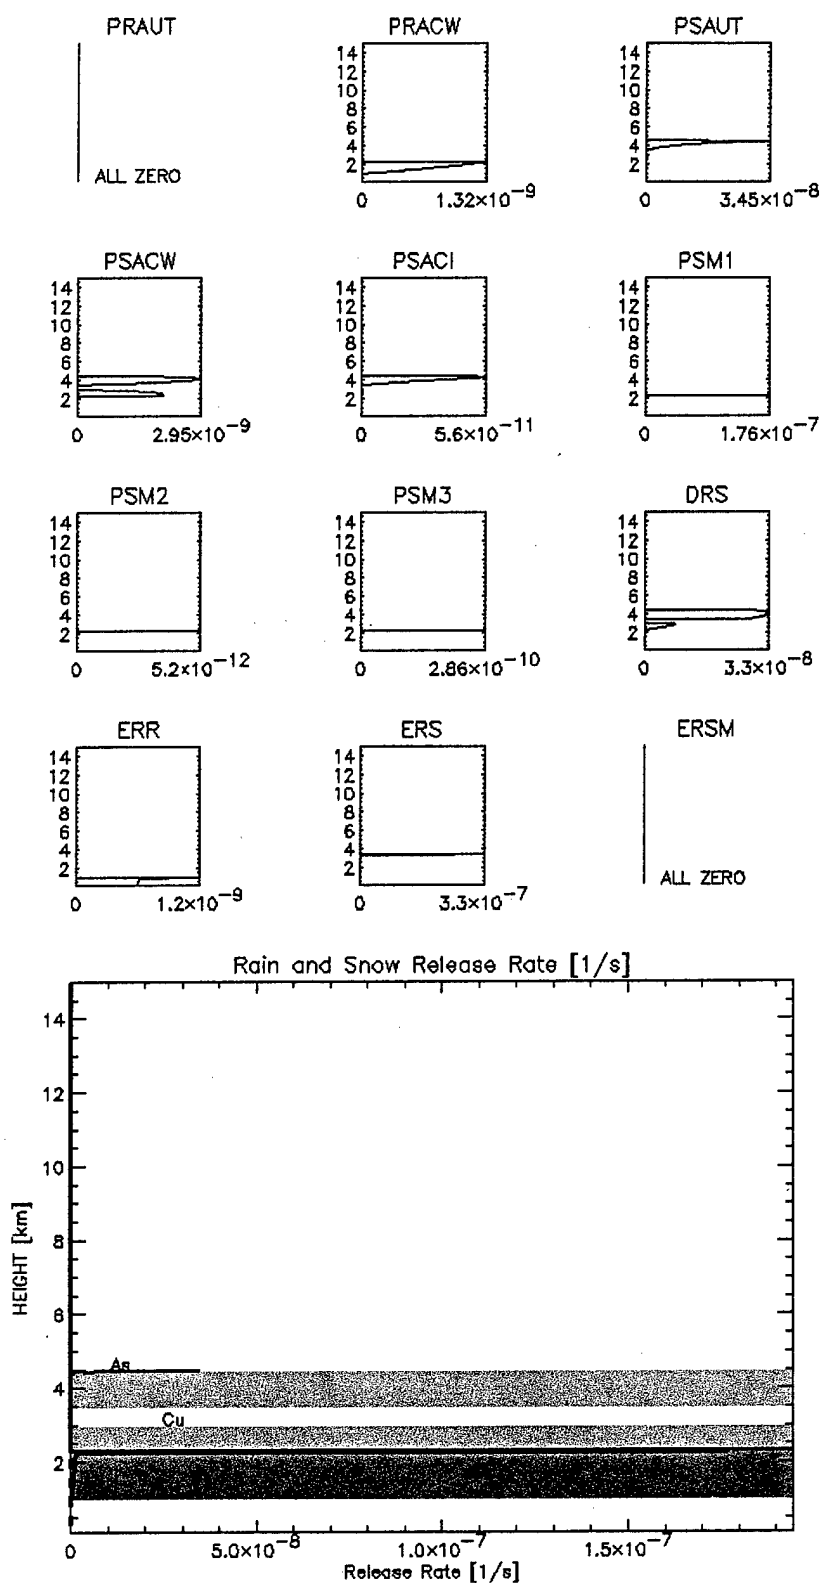 PRAUT PRACW PSAUT
14 14
12 12
10 10
8 8
6 6
4 4
ALL ZERO 2 2
0 1.32×10⁻⁹ 0 3.45×10⁻⁸
PSACW PSACI PSM1
14 14 14
12 12 12
10 10 10
8 8 8
6 6 6
4 4 4
2 2 2
0 2.95×10⁻⁹ 0 5.6×10⁻¹¹ 0 1.76×10⁻⁷
PSM2 PSM3 DRS
14 14 14
12 12 12
10 10 10
8 8 8
6 6 6
4 4 4
2 2 2
0 5.2×10⁻¹² 0 2.86×10⁻¹⁰ 0 3.3×10⁻⁸
ERR ERS ERSM
14 14
12 12
10 10
8 8
6 6
4 4
2 2 ALL ZERO
0 1.2×10⁻⁹ 0 3.3×10⁻⁷
Rain and Snow Release Rate [1/s]
14
12
10
HEIGHT [km]
8
6
As
4
Cu
2
0 5.0×10⁻⁸ 1.0×10⁻⁷ 1.5×10⁻⁷
Release Rate [1/s]